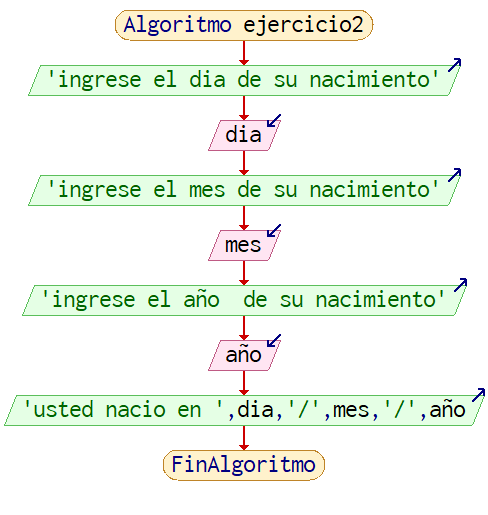 Algoritmo ejercicio2
'ingrese el dia de su nacimiento'
dia
'ingrese el mes de su nacimiento'
mes
'ingrese el año  de su nacimiento'
año
'usted nacio en ',dia,'/',mes,'/',año
FinAlgoritmo